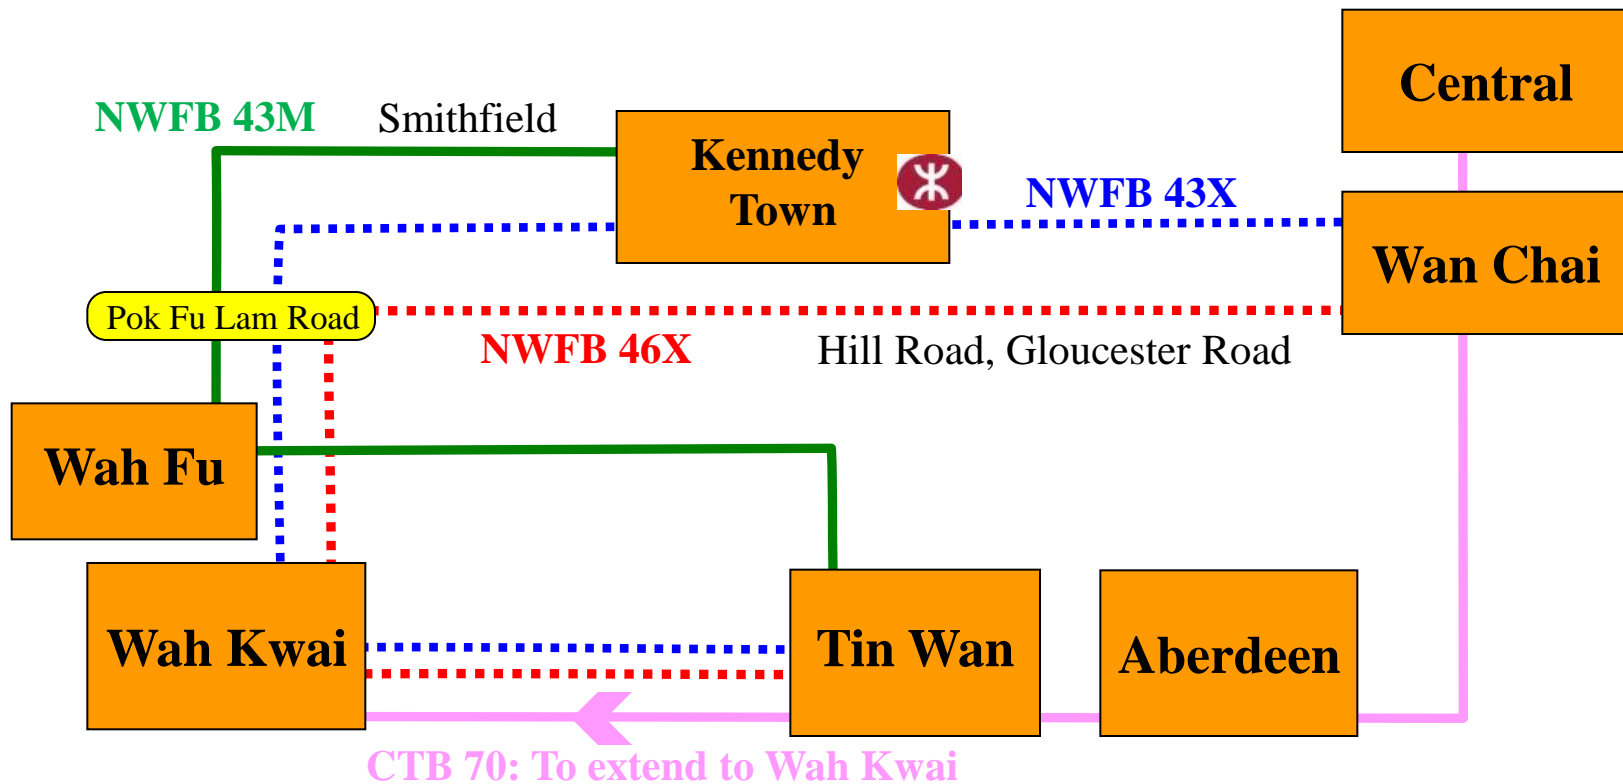 Central
NWFB 43M
Smithfield
Kennedy
Town
NWFB 43X
Wan Chai
Pok Fu Lam Road
NWFB 46X
Hill Road, Gloucester Road
Wah Fu
Wah Kwai
Tin Wan
Aberdeen
CTB 70: To extend to Wah Kwai